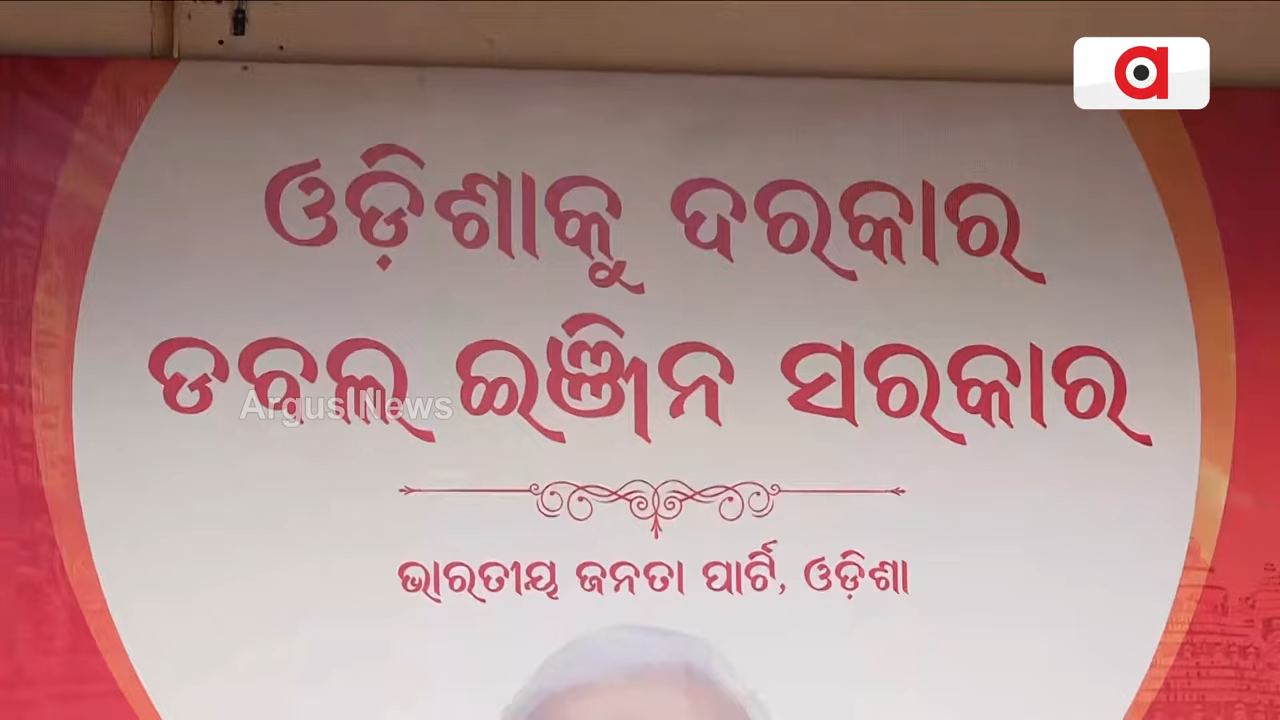 ଓଡ଼ିଶାକୁ ଦରକାର
ଡବଲ ଇଞ୍ଜିନ ସରକାର
Argus News
ଭାରତୀୟ ଜନତା ପାର୍ଟି, ଓଡ଼ିଶା